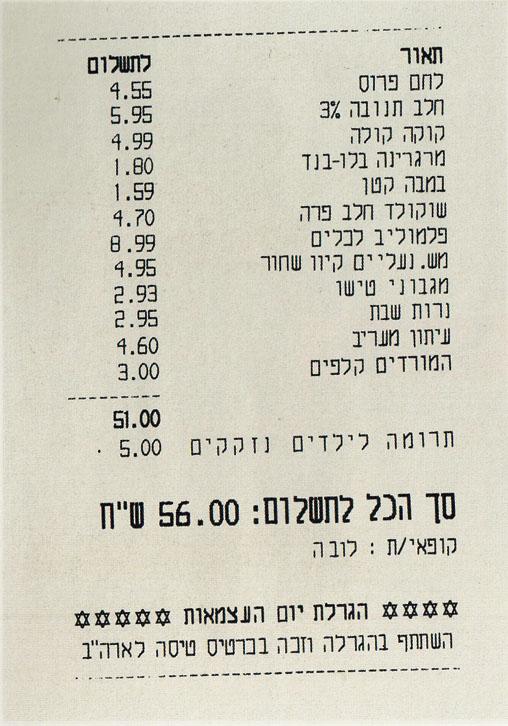 תאור לתשלום
לחם פרוס 4.55
חלב תנובה 3% 5.95
קוקה קולה 4.99
מרגרינה בלו-בנד 1.80
במבה קטן 1.59
שוקולד חלב פרה 4.70
פלמוליב לכלים 8.99
מש.נעליים קיווי שחור 4.95
מגבוני טישו 2.93
נרות שבת 2.95
עיתון מעריב 4.60
המורדים קלפים 3.00
51.00
תרומה לילדים נזקקים 5.00
סך הכל לתשלום: 56.00 ש"ח
קופאי/ת : לובה
✡✡✡✡ הגרלת יום העצמאות ✡✡✡✡✡
השתתף בהגרלה וזכה בכרטיס טיסה לארה"ב